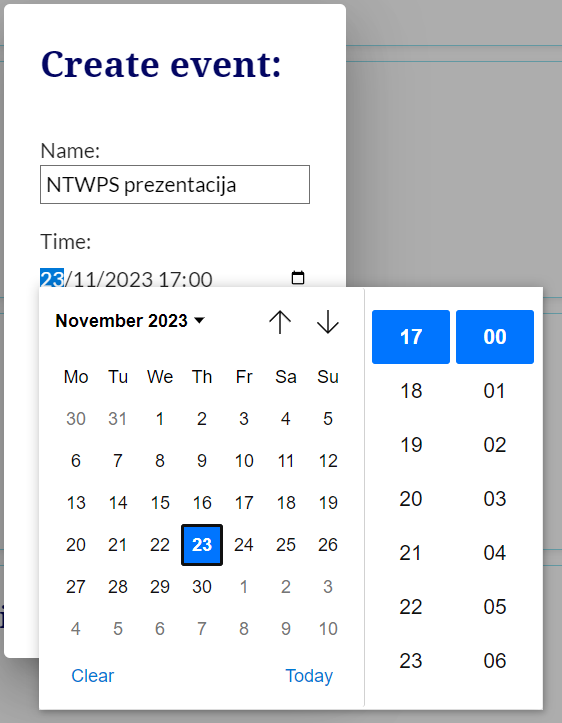 Create event:
Name:
NTWPS prezentacija
Time:
23/11/2023 17:00
November 2023
Mo Tu We Th Fr Sa Su
30 31 1 2 3 4 5
6 7 8 9 10 11 12
13 14 15 16 17 18 19
20 21 22 23 24 25 26
27 28 29 30 1 2 3
4 5 6 7 8 9 10
Clear Today
17 00
18 01
19 02
20 03
21 04
22 05
23 06